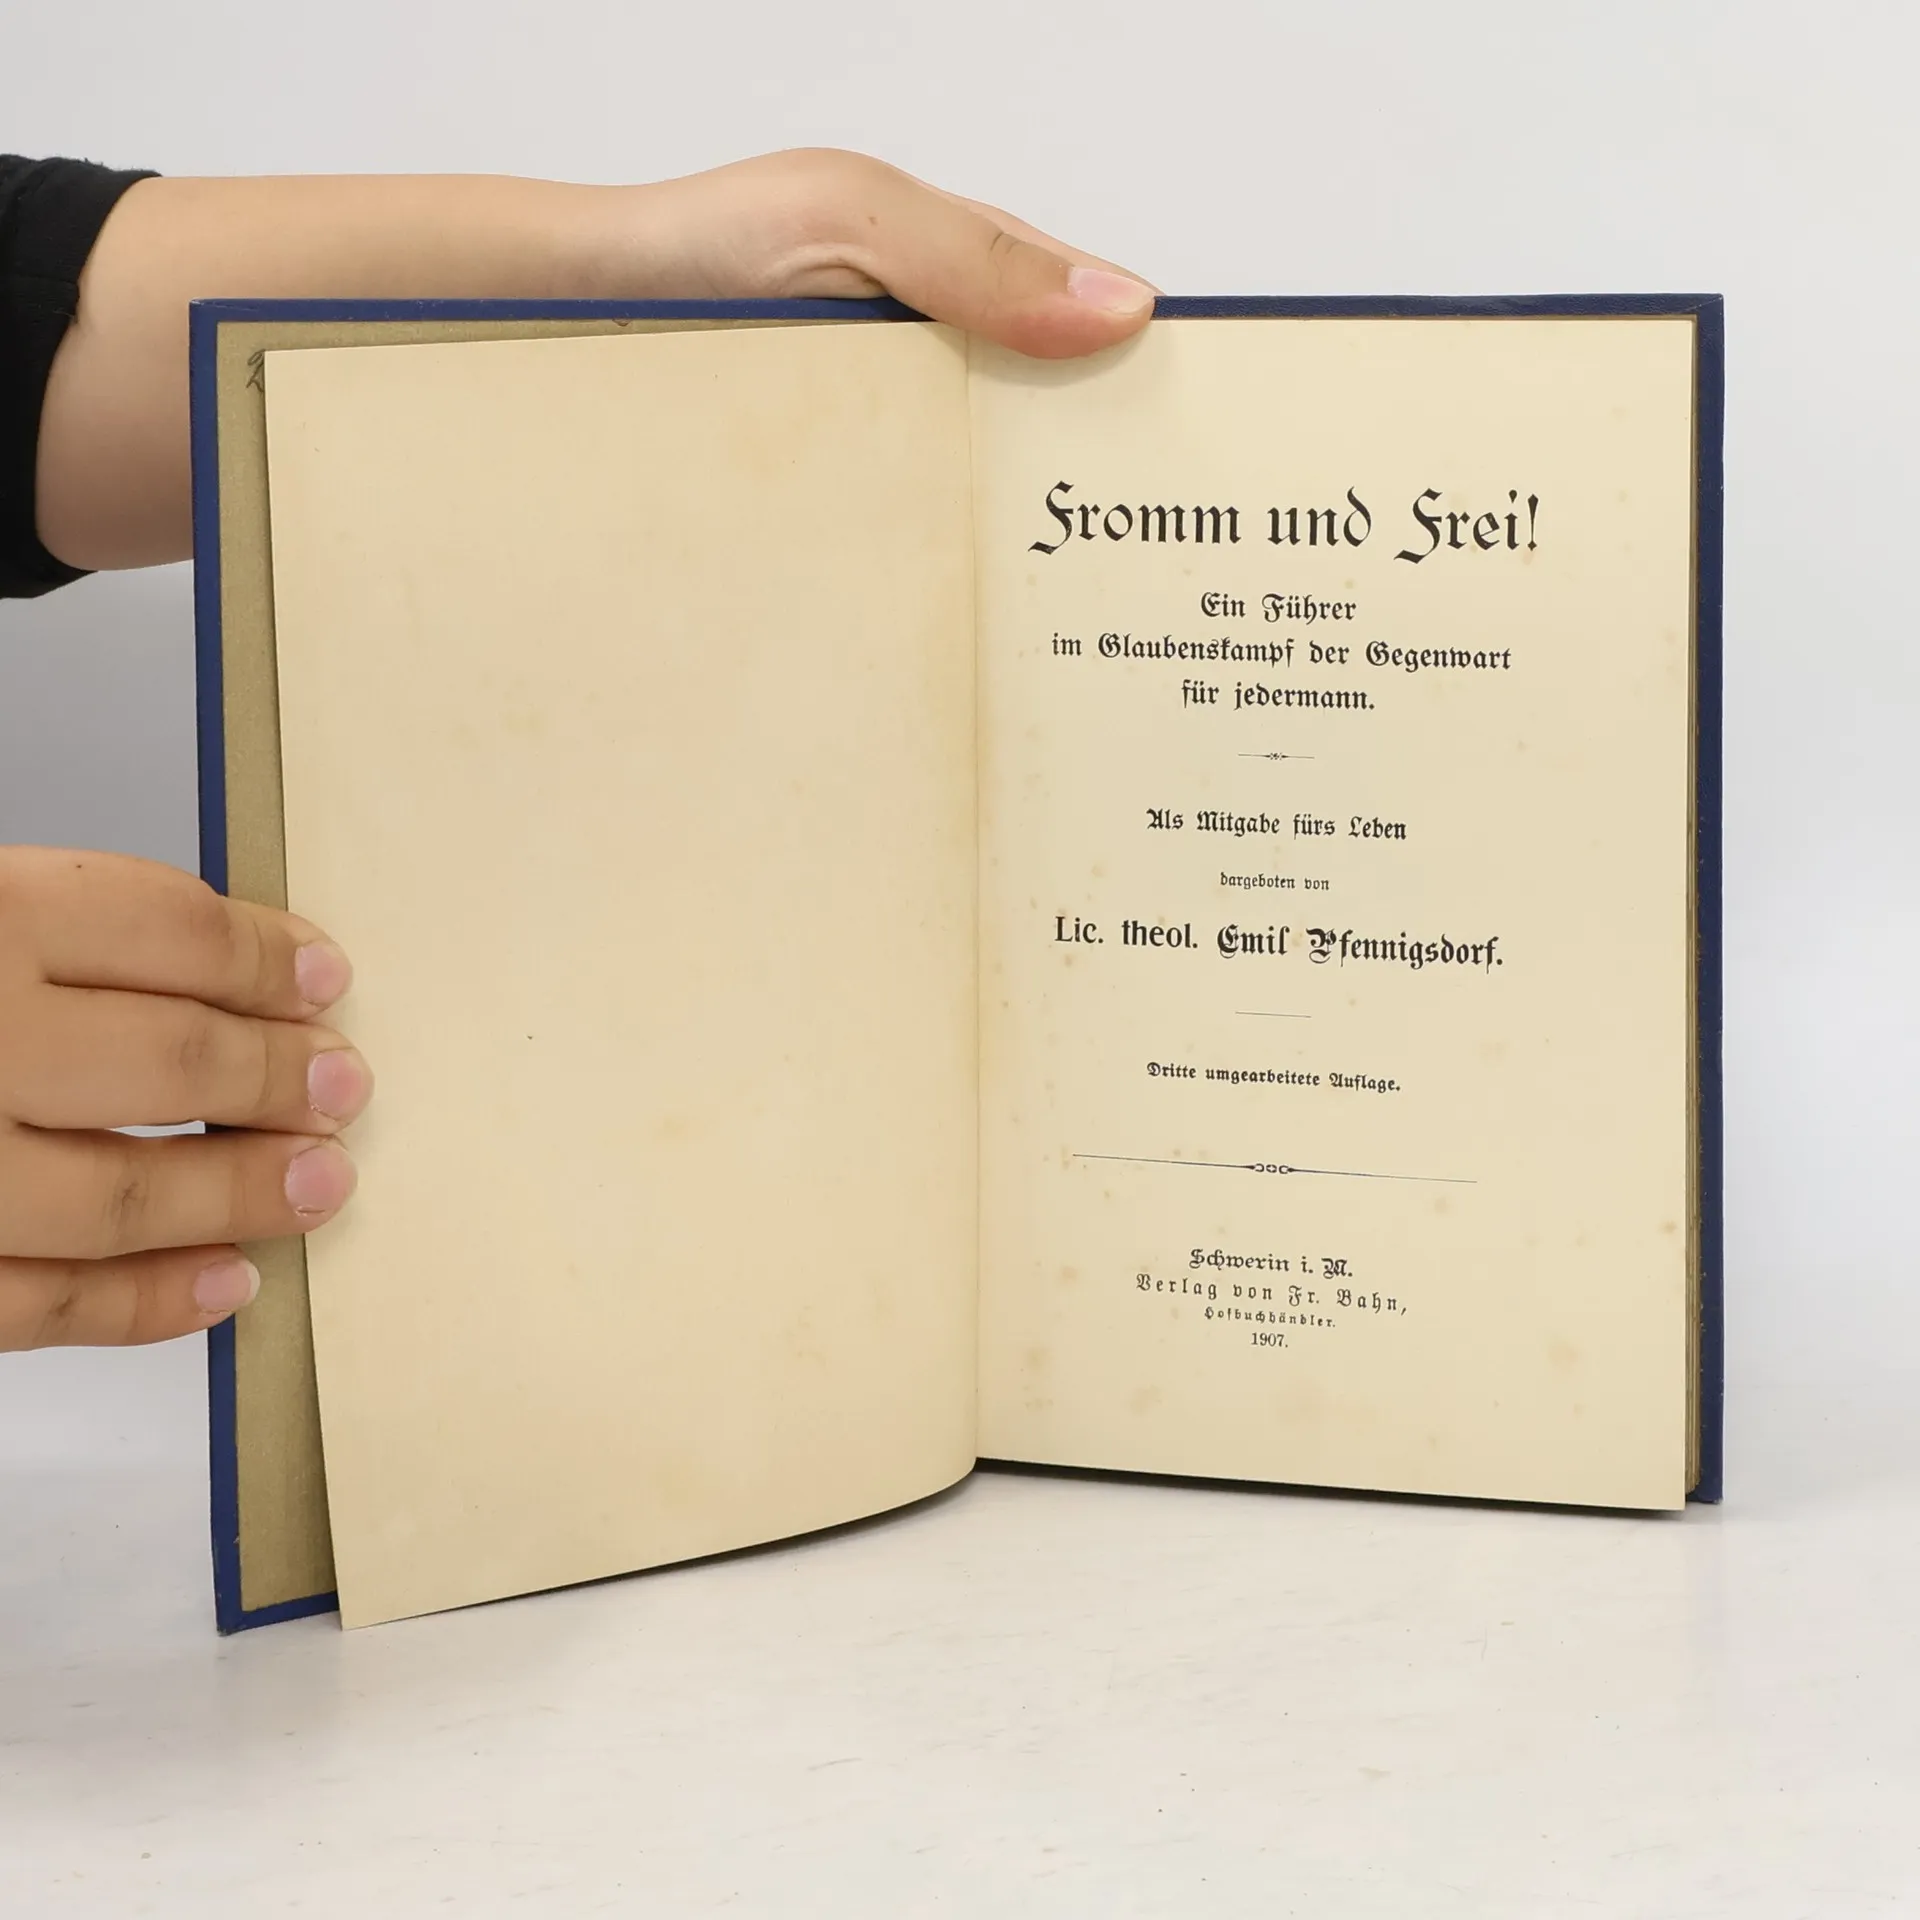 Fromm und Frei!
Ein Führer
im Glaubenskampf der Gegenwart
für jedermann.
Als Mitgabe fürs Leben
dargeboten von
Lic. theol. Emil Pfennigsdorf.
Dritte umgearbeitete Auflage.
Schwerin i. M.
Verlag von Fr. Bahn,
Hofbuchhändler.
1907.